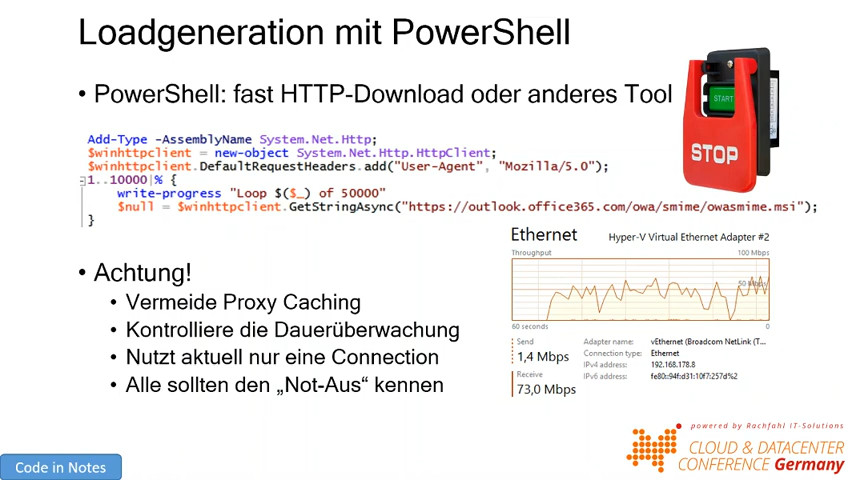 Loadgeneration mit PowerShell
• PowerShell: fast HTTP-Download oder anderes Tool
START
STOP
Add-Type -AssemblyName System.Net.Http;
$winhttpclient = new-object System.Net.Http.HttpClient;
$winhttpclient.DefaultRequestHeaders.add("User-Agent", "Mozilla/5.0");
1..10000|% {
write-progress "Loop $($_) of 50000"
$null = $winhttpclient.GetStringAsync("https://outlook.office365.com/owa/smime/owasmime.msi");
}
Ethernet
Hyper-V Virtual Ethernet Adapter #2
Throughput
100 Mbps
50 Mbps
60 seconds
0
Send
1,4 Mbps
Receive
73,0 Mbps
Adapter name: vEthernet (Broadcom NetLink (T...
Connection type: Ethernet
IPv4 address: 192.168.178.8
IPv6 address: fe80::94f:d31:10f7:257d%2
• Achtung!
• Vermeide Proxy Caching
• Kontrolliere die Dauerüberwachung
• Nutzt aktuell nur eine Connection
• Alle sollten den „Not-Aus“ kennen
powered by Rachfahl IT-Solutions
CLOUD & DATACENTER
CONFERENCE Germany
Code in Notes